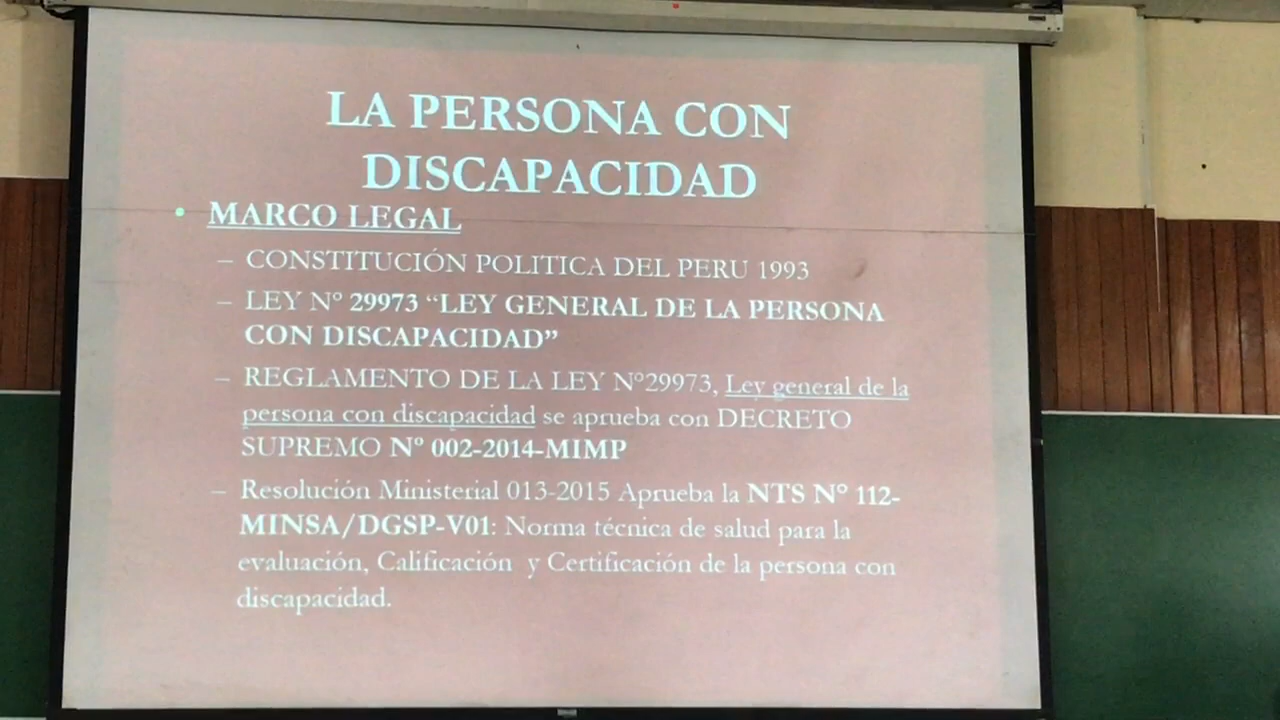 LA PERSONA CON
DISCAPACIDAD
• MARCO LEGAL
– CONSTITUCIÓN POLITICA DEL PERU 1993
– LEY Nº 29973 “LEY GENERAL DE LA PERSONA
CON DISCAPACIDAD”
– REGLAMENTO DE LA LEY Nº29973, Ley general de la
persona con discapacidad se aprueba con DECRETO
SUPREMO Nº 002-2014-MIMP
– Resolución Ministerial 013-2015 Aprueba la NTS Nº 112-
MINSA/DGSP-V01: Norma técnica de salud para la
evaluación, Calificación y Certificación de la persona con
discapacidad.